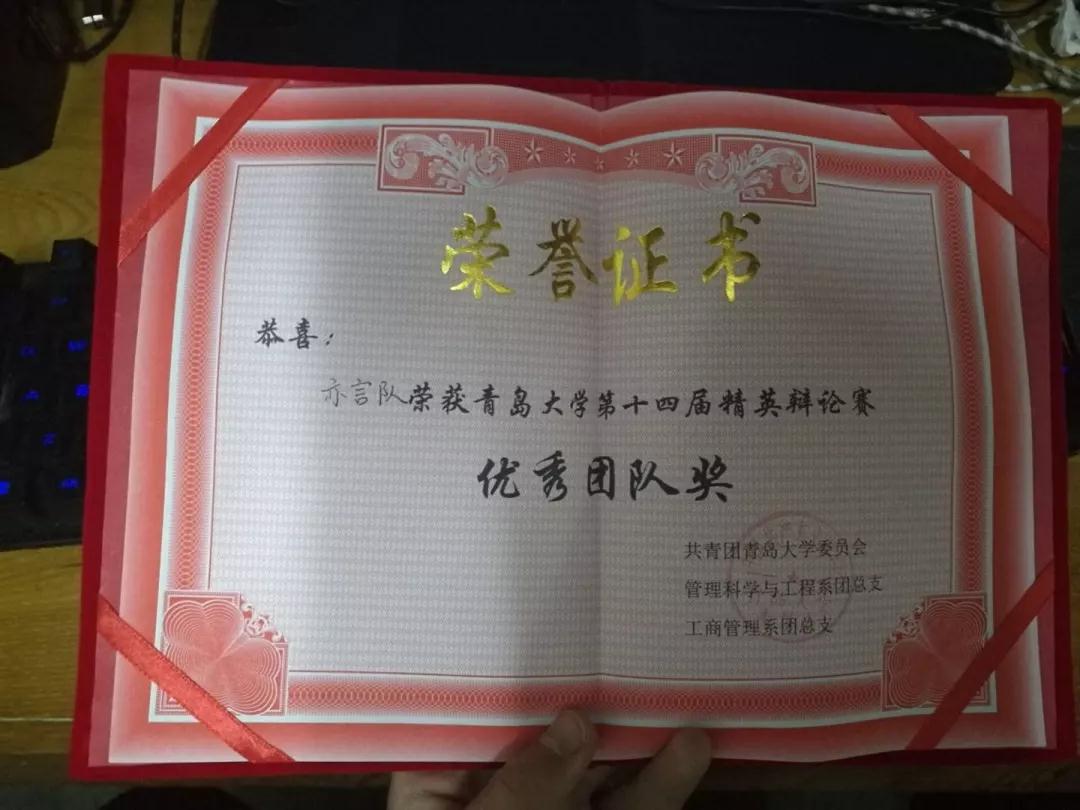 荣誉证书
恭喜：
亦言队荣获青岛大学第十四届精英辩论赛
优秀团队奖
共青团青岛大学委员会
管理科学与工程系团总支
工商管理系团总支